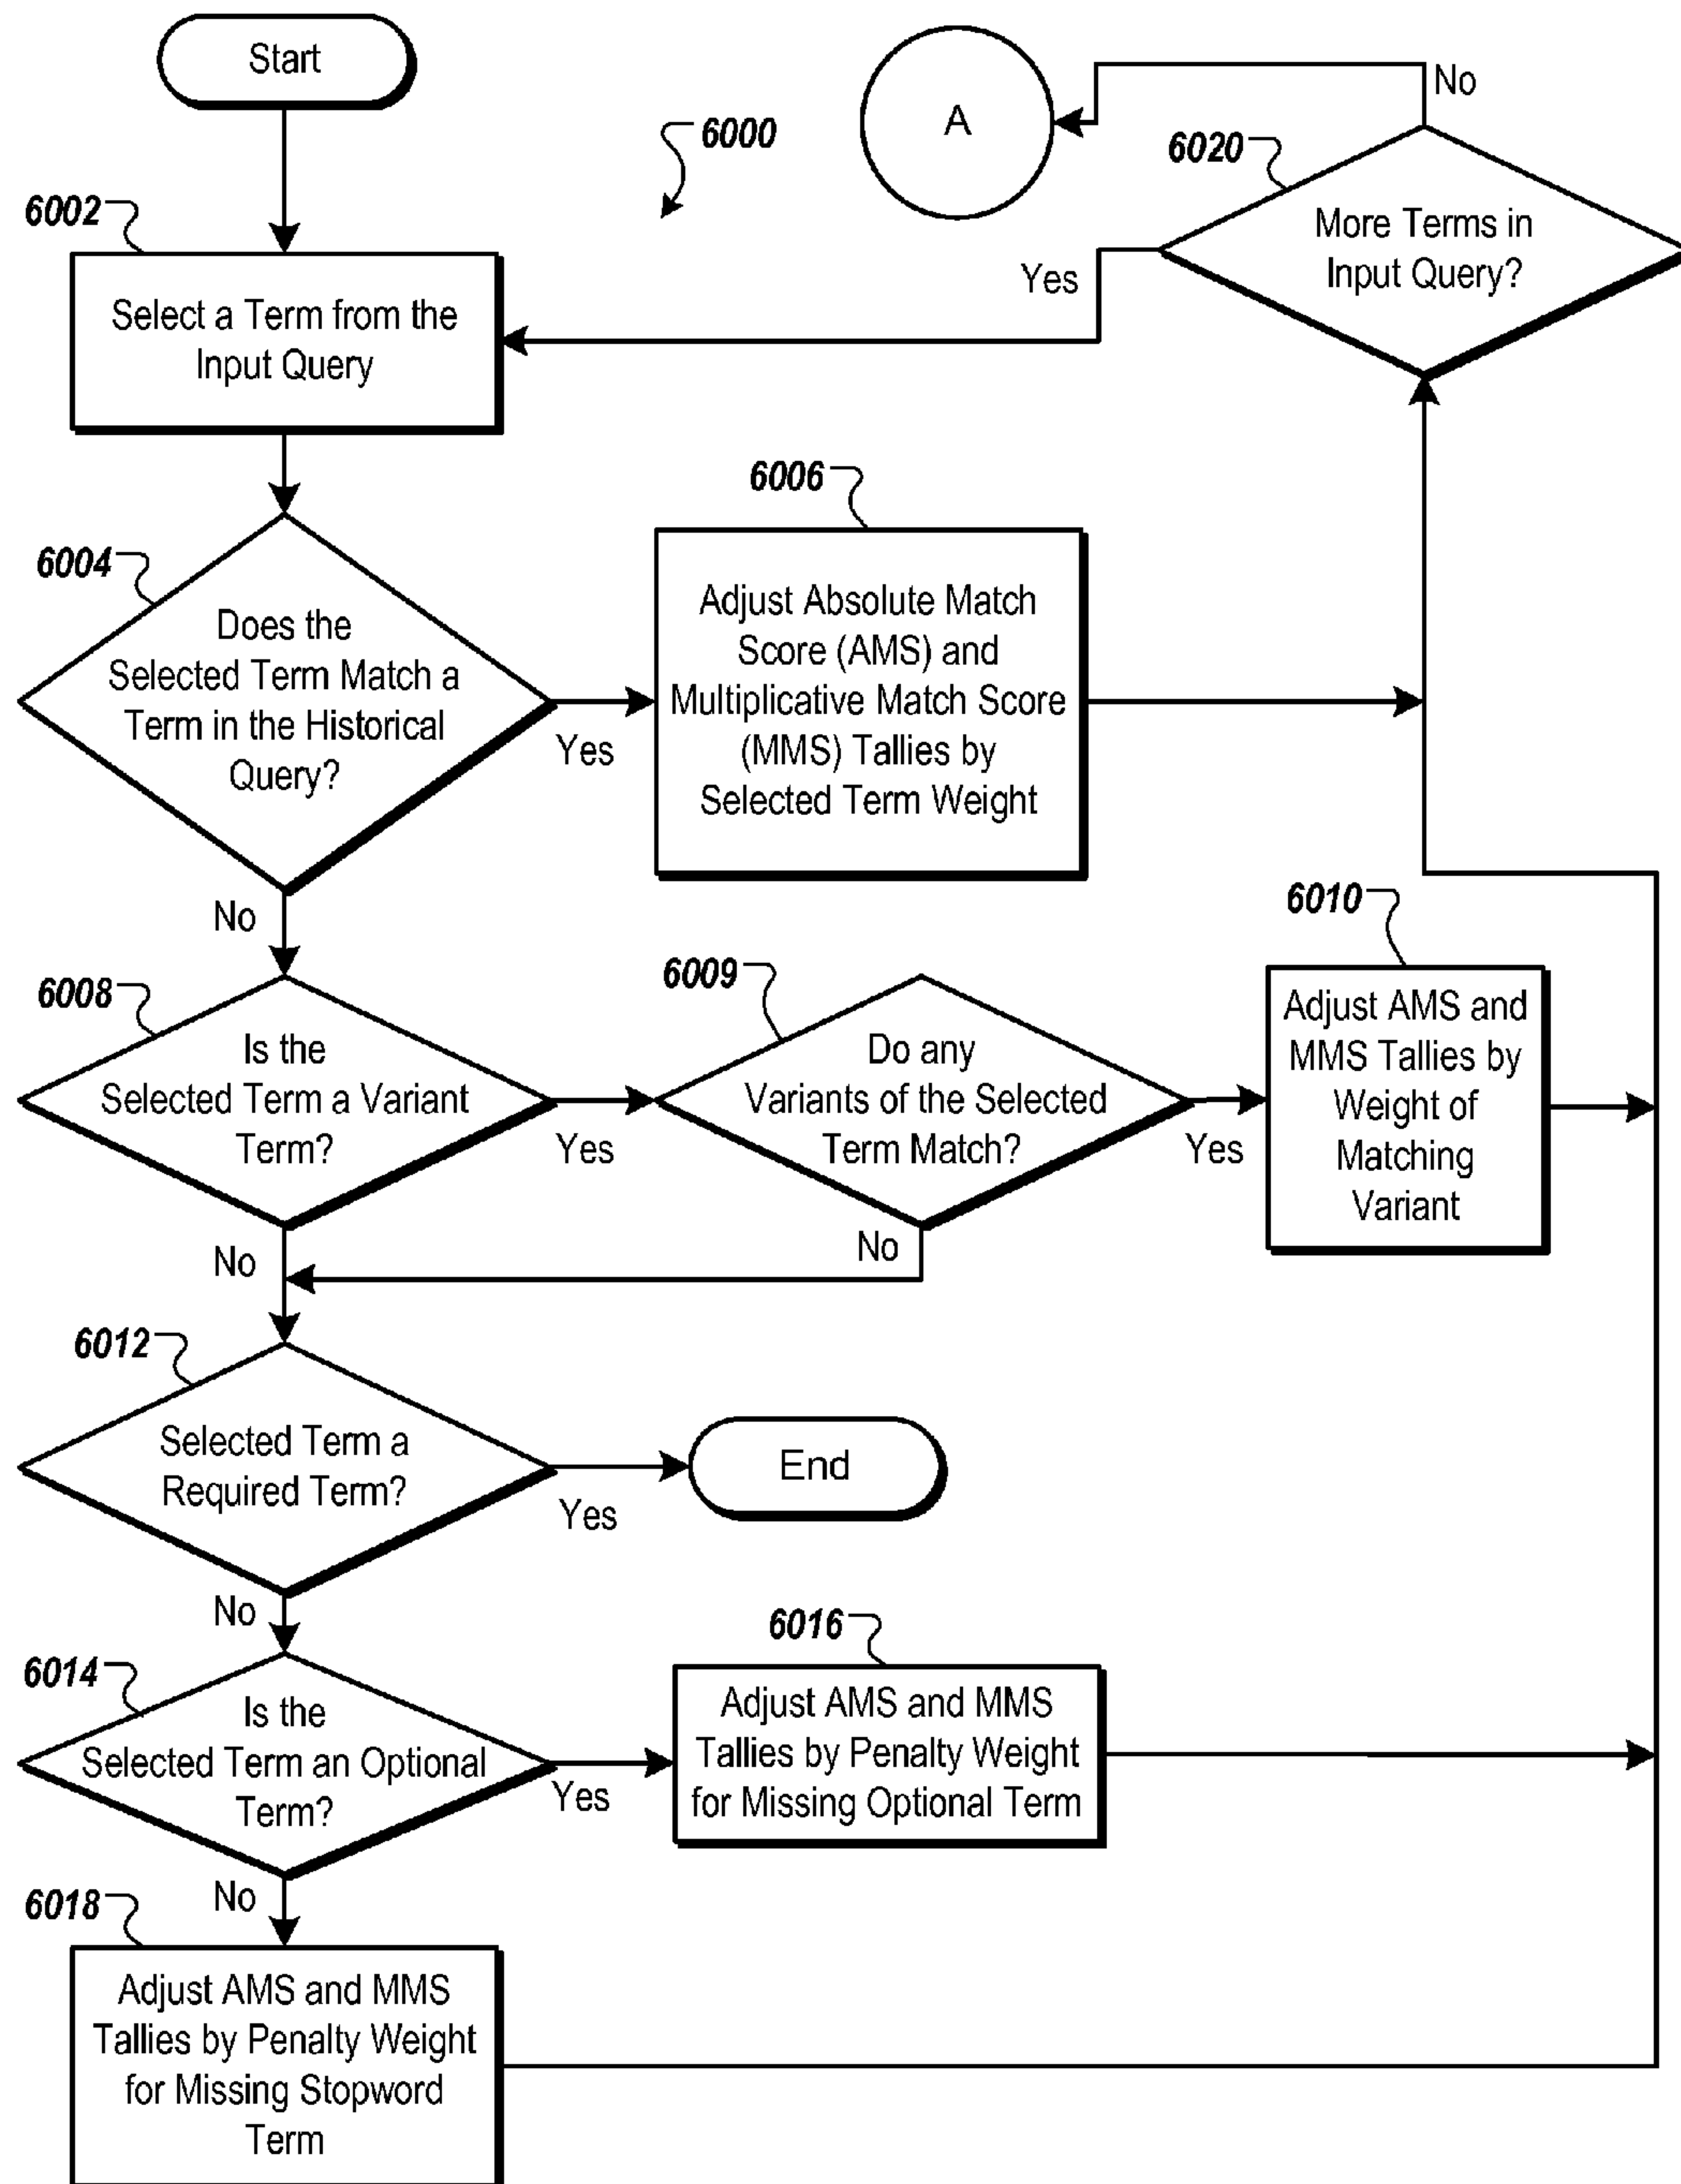 Start
A
No
6000
6020
More Terms in
Input Query?
Yes
6002
Select a Term from the
Input Query
6004
Does the
Selected Term Match a
Term in the Historical
Query?
Yes
No
6006
Adjust Absolute Match
Score (AMS) and
Multiplicative Match Score
(MMS) Tallies by
Selected Term Weight
6008
Is the
Selected Term a Variant
Term?
Yes
No
6009
Do any
Variants of the Selected
Term Match?
Yes
No
6010
Adjust AMS and
MMS Tallies by
Weight of
Matching
Variant
6012
Selected Term a
Required Term?
Yes
No
End
6014
Is the
Selected Term an Optional
Term?
Yes
No
6016
Adjust AMS and MMS
Tallies by Penalty Weight
for Missing Optional Term
6018
Adjust AMS and MMS
Tallies by Penalty Weight
for Missing Stopword
Term